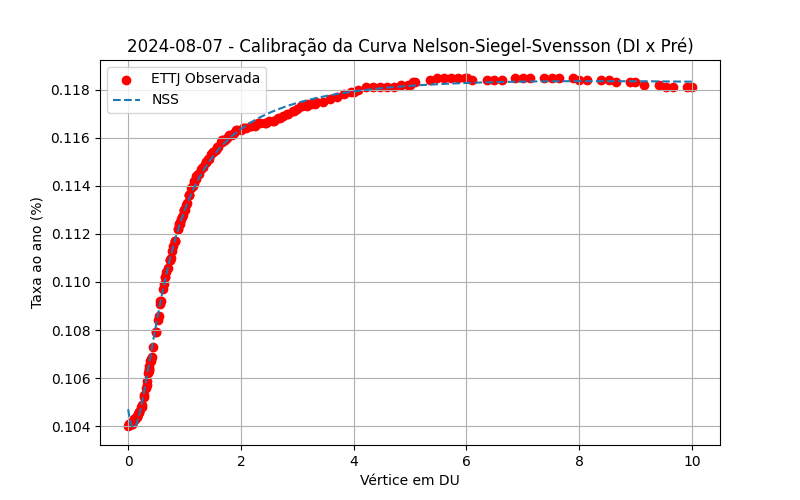 2024-08-07 - Calibração da Curva Nelson-Siegel-Svensson (DI x Pré)
ETTJ Observada
NSS
Taxa ao ano (%)
0.118
0.116
0.114
0.112
0.110
0.108
0.106
0.104
0 2 4 6 8 10
Vértice em DU